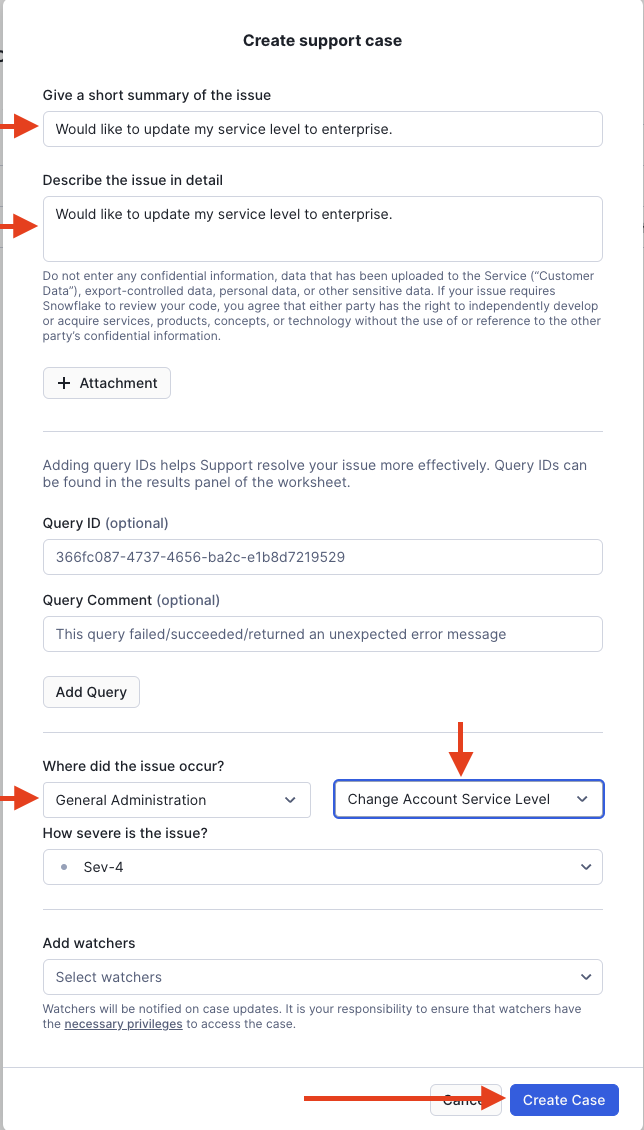 Create support case
Give a short summary of the issue
Would like to update my service level to enterprise.
Describe the issue in detail
Would like to update my service level to enterprise.
Do not enter any confidential information, data that has been uploaded to the Service (“Customer
Data”), export-controlled data, personal data, or other sensitive data. If your issue requires
Snowflake to review your code, you agree that either party has the right to independently develop
or acquire services, products, concepts, or technology without the use of or reference to the other
party’s confidential information.
+ Attachment
Adding query IDs helps Support resolve your issue more effectively. Query IDs can
be found in the results panel of the worksheet.
Query ID (optional)
366fc087-4737-4656-ba2c-e1b8d7219529
Query Comment (optional)
This query failed/succeeded/returned an unexpected error message
Add Query
Where did the issue occur?
General Administration
Change Account Service Level
How severe is the issue?
Sev-4
Add watchers
Select watchers
Watchers will be notified on case updates. It is your responsibility to ensure that watchers have
the necessary privileges to access the case.
Create Case